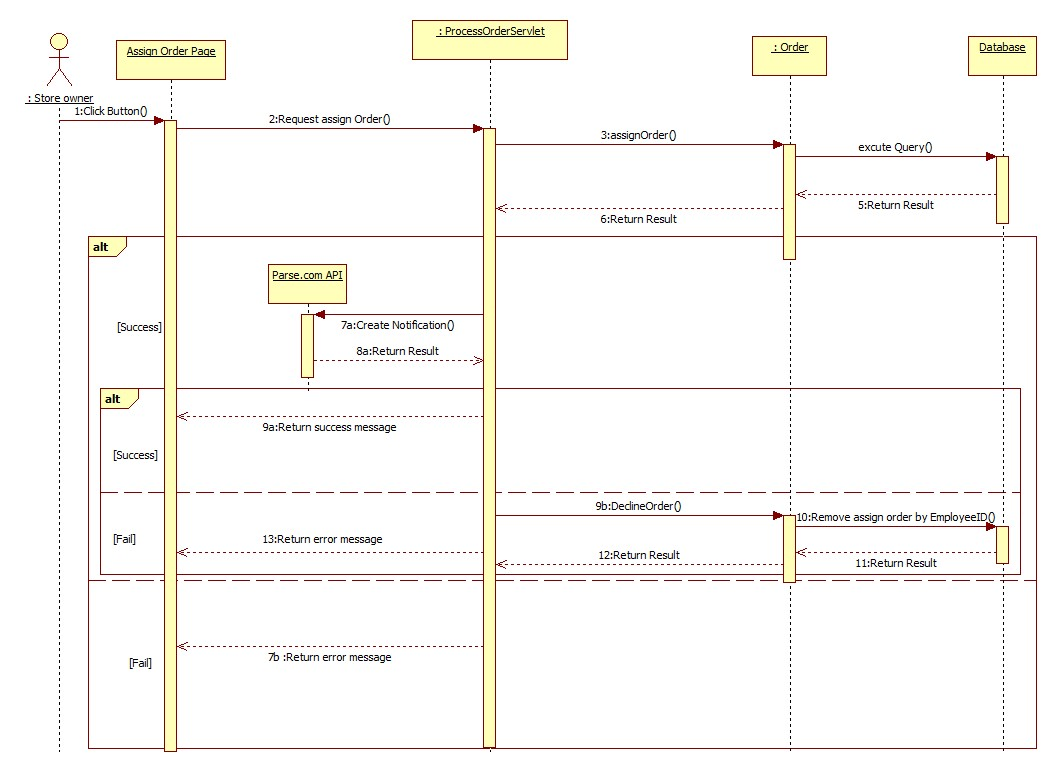 : ProcessOrderServlet
Assign Order Page
: Order
Database
: Store owner
1:Click Button()
2:Request assign Order()
3:assignOrder()
excute Query()
5:Return Result
6:Return Result
alt
Parse.com API
[Success]
7a:Create Notification()
8a:Return Result
alt
9a:Return success message
[Success]
9b:DeclineOrder()
10:Remove assign order by EmployeeID()
[Fail]
13:Return error message
12:Return Result
11:Return Result
7b :Return error message
[Fail]